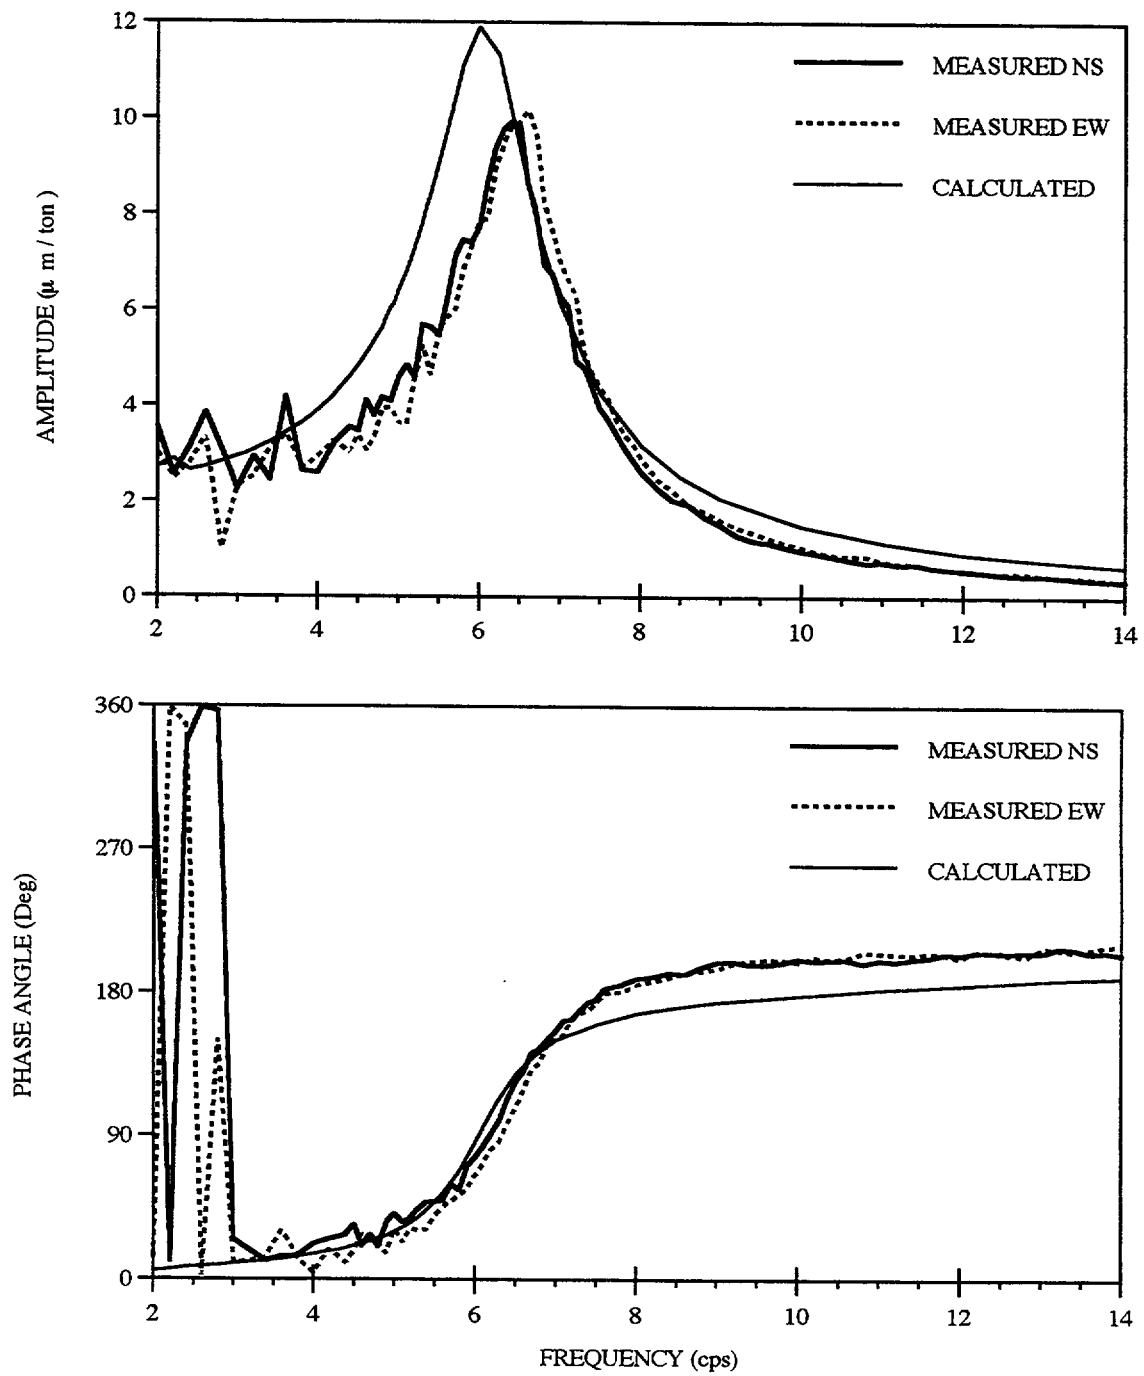 12
10
8
6
4
2
0
AMPLITUDE (μ m / ton )
MEASURED NS
MEASURED EW
CALCULATED
2 4 6 8 10 12 14
360
270
180
90
0
PHASE ANGLE (Deg)
MEASURED NS
MEASURED EW
CALCULATED
2 4 6 8 10 12 14
FREQUENCY (cps)